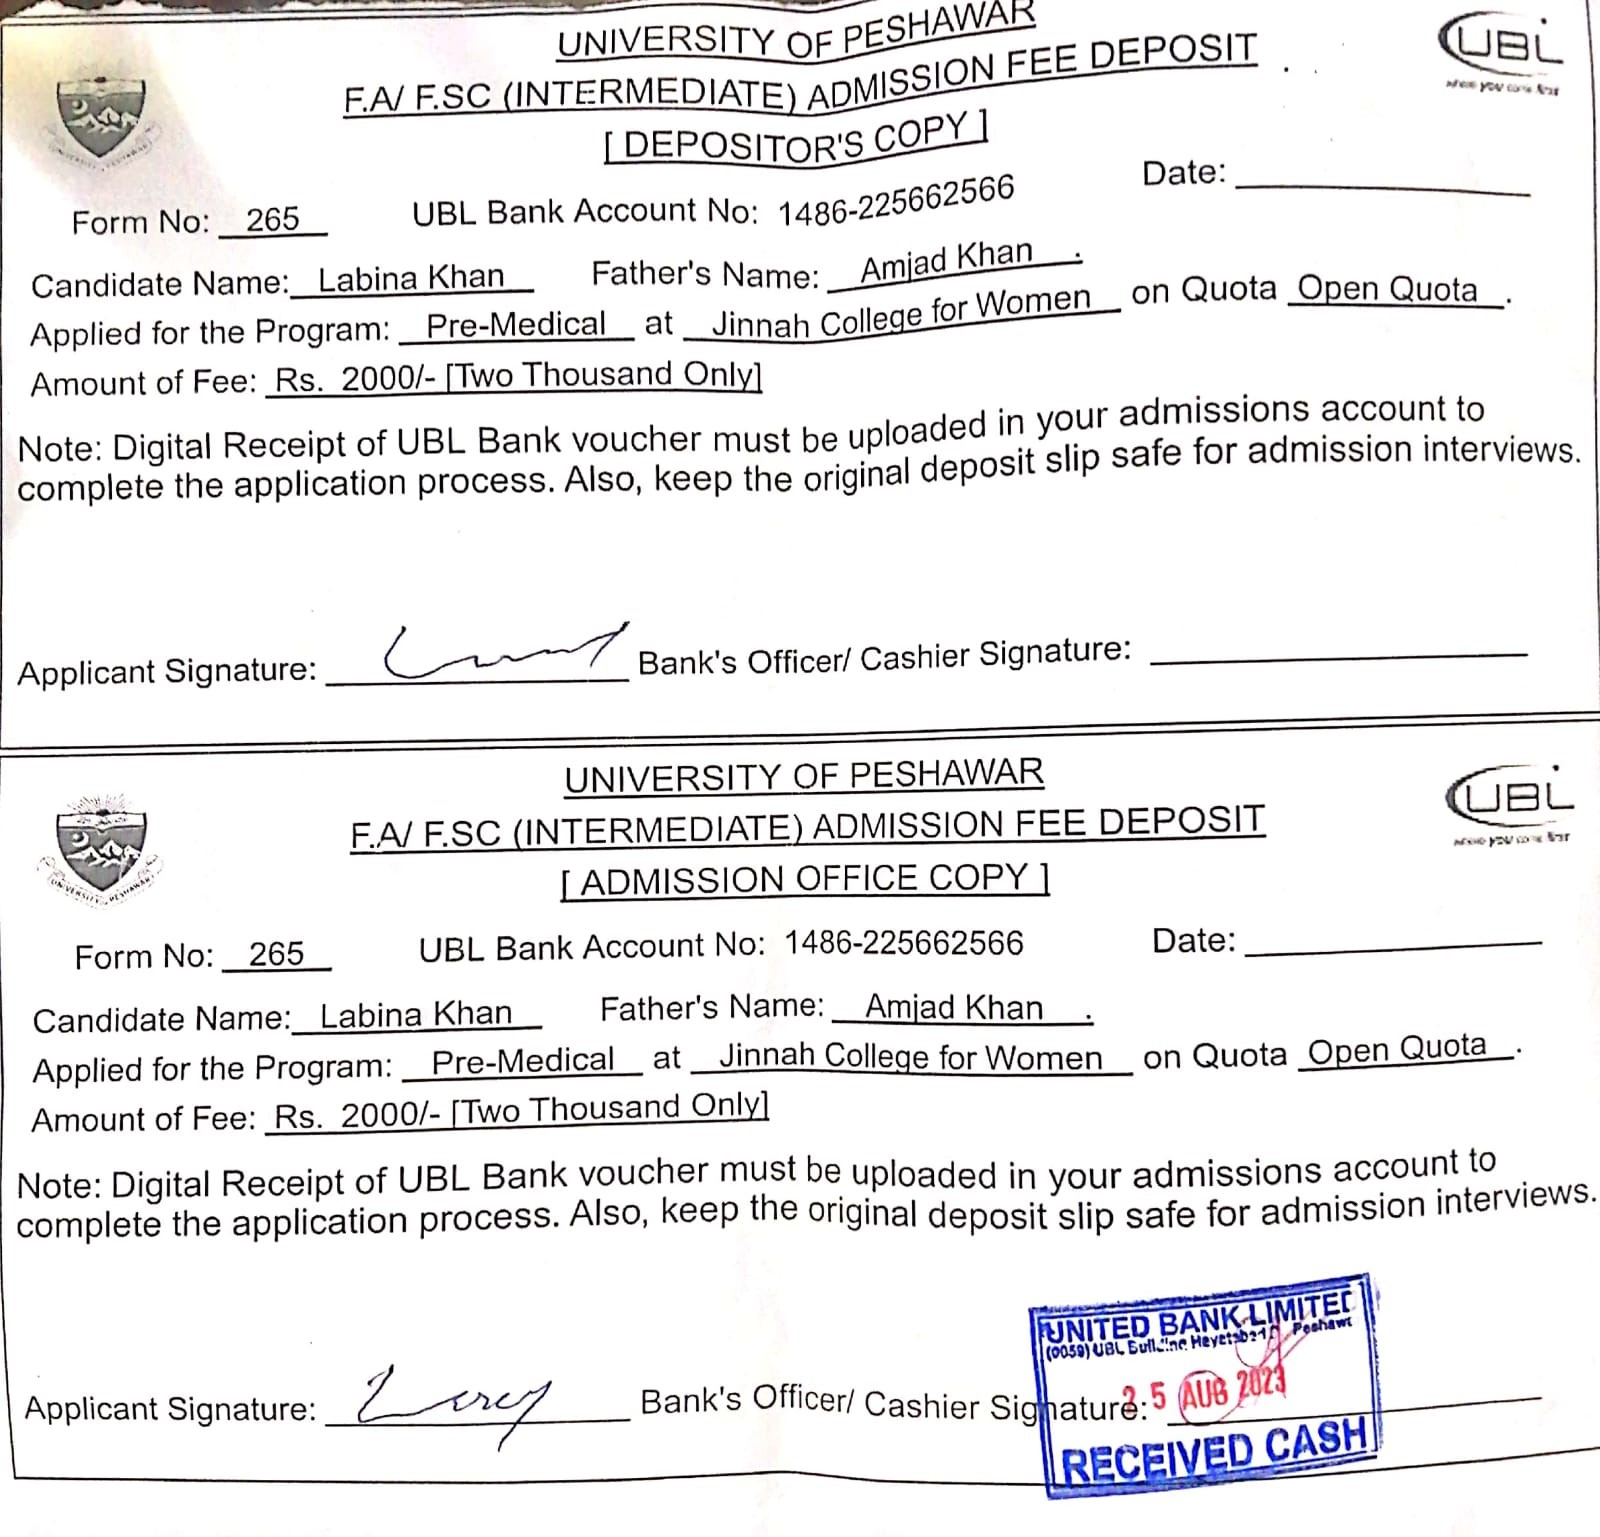 UNIVERSITY OF PESHAWAR
F.A/ F.SC (INTERMEDIATE) ADMISSION FEE DEPOSIT
[ DEPOSITOR'S COPY ]
UBL
where you come first
UNIVERSITY PESHAWAR
Date:
Form No: 265 UBL Bank Account No: 1486-225662566
Candidate Name: Labina Khan Father's Name: Amjad Khan .
Applied for the Program: Pre-Medical at Jinnah College for Women on Quota Open Quota .
Amount of Fee: Rs. 2000/- [Two Thousand Only]
Note: Digital Receipt of UBL Bank voucher must be uploaded in your admissions account to
complete the application process. Also, keep the original deposit slip safe for admission interviews.
Applicant Signature: Bank's Officer/ Cashier Signature:
UNIVERSITY OF PESHAWAR
F.A/ F.SC (INTERMEDIATE) ADMISSION FEE DEPOSIT
[ ADMISSION OFFICE COPY ]
UBL
where you come first
UNIVERSITY PESHAWAR
Form No: 265 UBL Bank Account No: 1486-225662566 Date:
Candidate Name: Labina Khan Father's Name: Amjad Khan .
Applied for the Program: Pre-Medical at Jinnah College for Women on Quota Open Quota .
Amount of Fee: Rs. 2000/- [Two Thousand Only]
Note: Digital Receipt of UBL Bank voucher must be uploaded in your admissions account to
complete the application process. Also, keep the original deposit slip safe for admission interviews.
UNITED BANK LIMITED
(0059) UBL Building Hayatabad Peshawar
Applicant Signature: Bank's Officer/ Cashier Signature:
25 AUG 2023
RECEIVED CASH